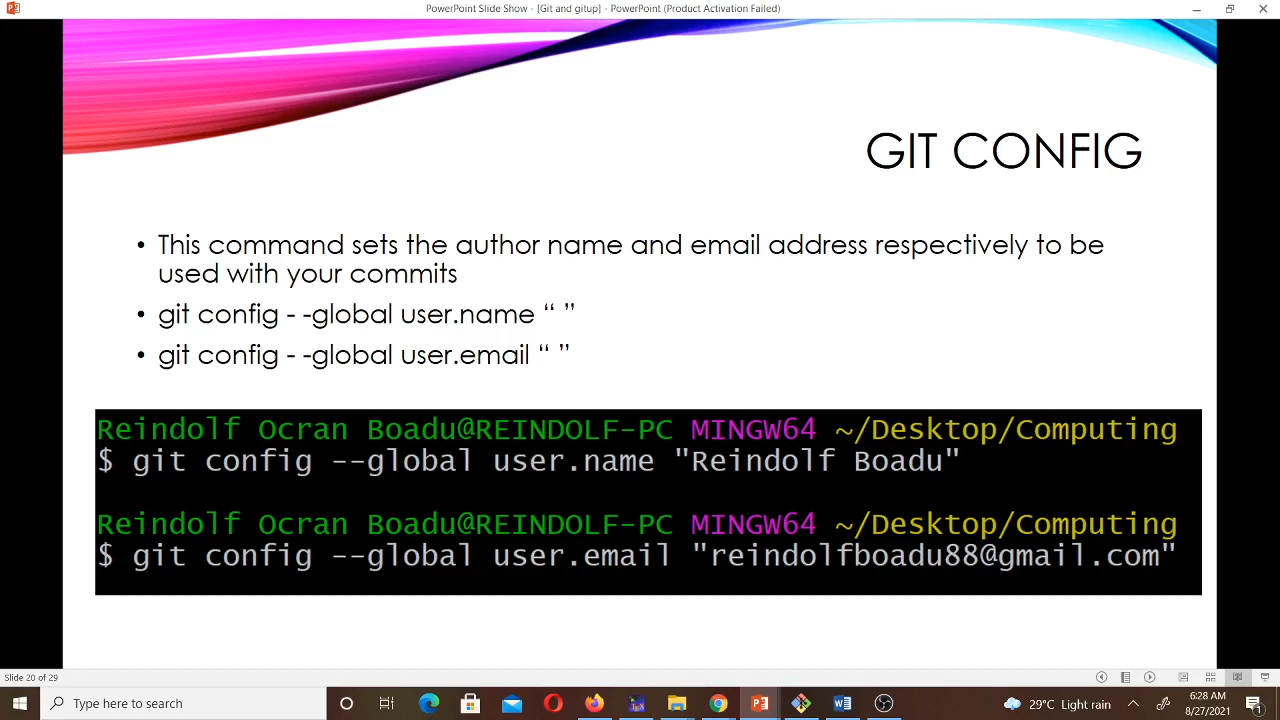 PowerPoint Slide Show - [Git and gitup] - PowerPoint (Product Activation Failed)
GIT CONFIG
• This command sets the author name and email address respectively to be
used with your commits
• git config - -global user.name “ ”
• git config - -global user.email “ ”
Reindolf Ocran Boadu@REINDOLF-PC MINGW64 ~/Desktop/Computing
$ git config --global user.name "Reindolf Boadu"
Reindolf Ocran Boadu@REINDOLF-PC MINGW64 ~/Desktop/Computing
$ git config --global user.email "reindolfboadu88@gmail.com"
Slide 20 of 29
Type here to search
29°C Light rain
6:28 AM
8/27/2021